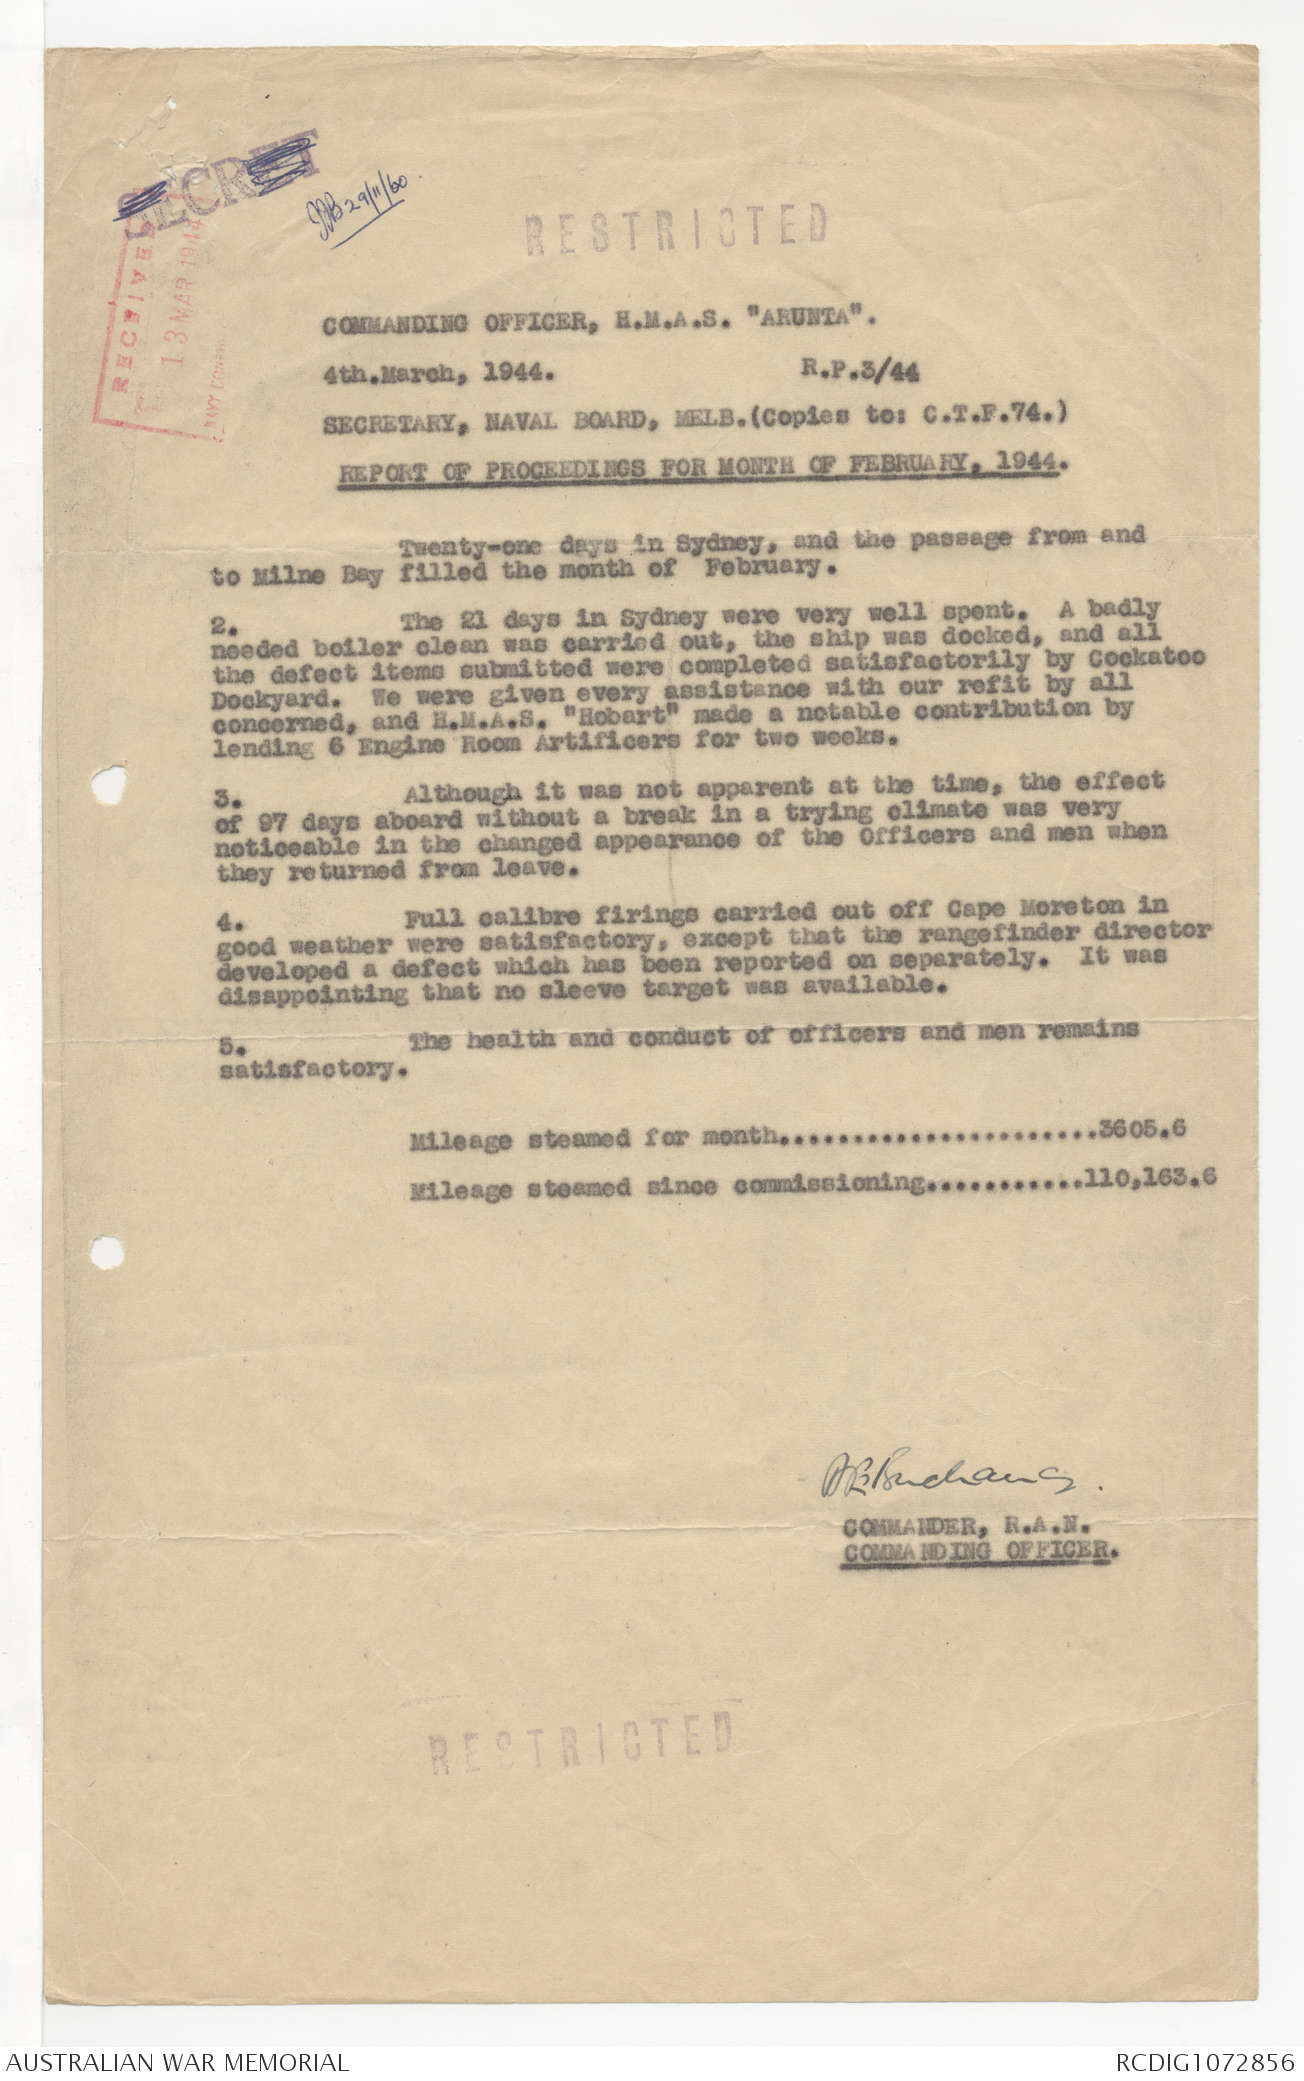 SECRET
29/11/60
RESTRICTED
RECEIVED
13 MAR 1944
NAVY
COMMANDING OFFICER, H.M.A.S. "ARUNTA".
4th.March, 1944. R.P.3/44
SECRETARY, NAVAL BOARD, MELB.(Copies to: C.T.F.74.)
REPORT OF PROCEEDINGS FOR MONTH OF FEBRUARY, 1944.
Twenty-one days in Sydney, and the passage from and
to Milne Bay filled the month of February.
2. The 21 days in Sydney were very well spent. A badly
needed boiler clean was carried out, the ship was docked, and all
the defect items submitted were completed satisfactorily by Cockatoo
Dockyard. We were given every assistance with our refit by all
concerned, and H.M.A.S. "Hobart" made a notable contribution by
lending 6 Engine Room Artificers for two weeks.
3. Although it was not apparent at the time, the effect
of 97 days aboard without a break in a trying climate was very
noticeable in the changed appearance of the Officers and men when
they returned from leave.
4. Full calibre firings carried out off Cape Moreton in
good weather were satisfactory, except that the rangefinder director
developed a defect which has been reported on separately. It was
disappointing that no sleeve target was available.
5. The health and conduct of officers and men remains
satisfactory.
Mileage steamed for month......................3605.6
Mileage steamed since commissioning...........110,163.6
Buchanan.
COMMANDER, R.A.N.
COMMANDING OFFICER.
RESTRICTED
AUSTRALIAN WAR MEMORIAL RCDIG1072856